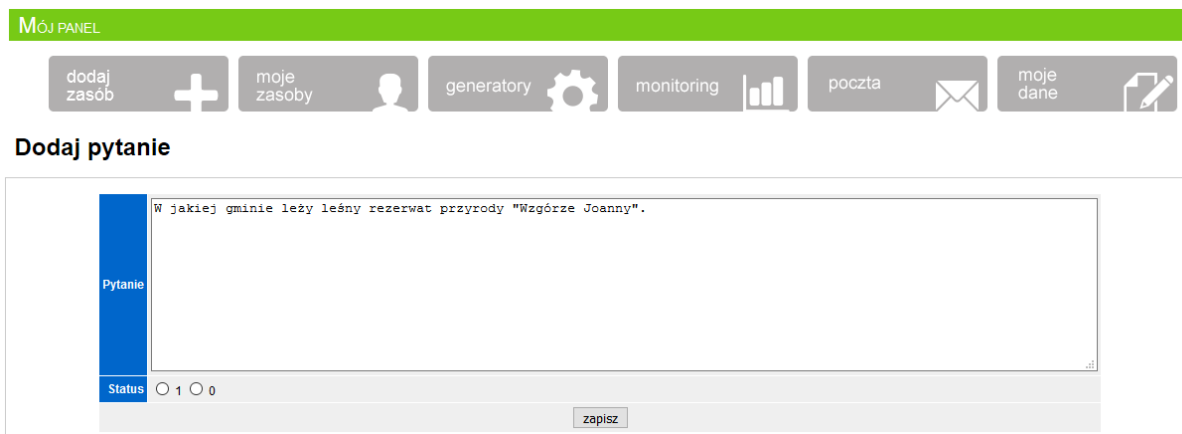 MÓJ PANEL
dodaj zasób
moje zasoby
generatory
monitoring
poczta
moje dane
Dodaj pytanie
Pytanie
W jakiej gminie leży leśny rezerwat przyrody "Wzgórze Joanny".
Status 1 0
zapisz